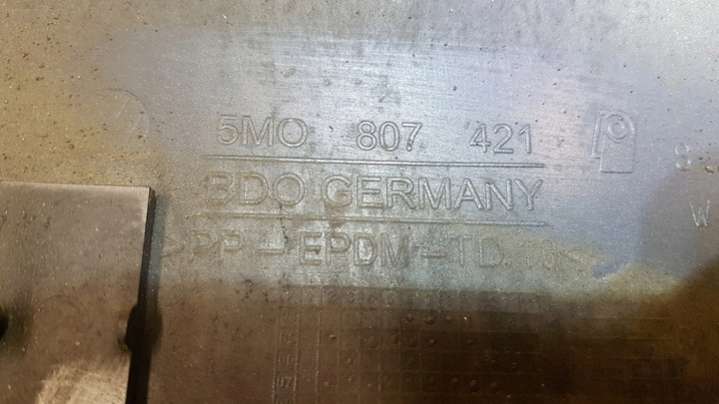 5M0 807 421
BDO GERMANY
>PP-EPDM-TD
W